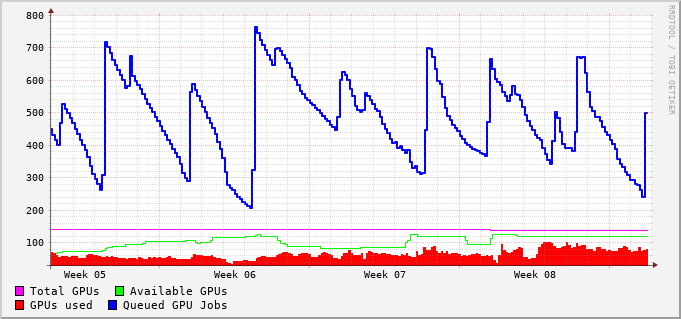 800
700
600
500
400
300
200
100
Week 05 Week 06 Week 07 Week 08
Total GPUs Available GPUs
GPUs used Queued GPU Jobs
RRDTOOL / TOBI OETIKER